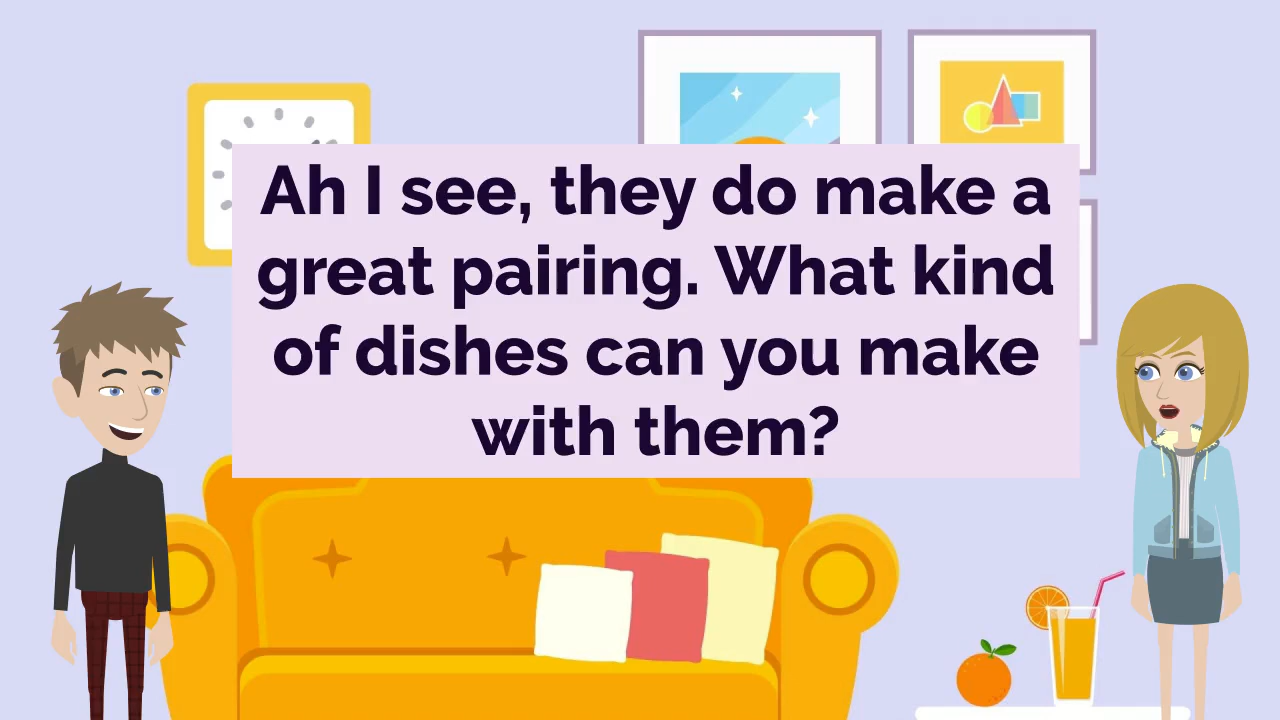 Ah I see, they do make a
great pairing. What kind
of dishes can you make
with them?